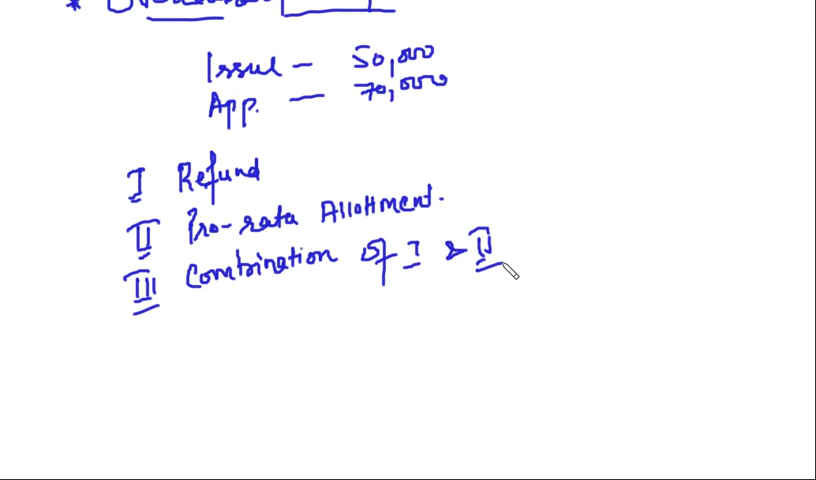 Issue - 50,000
App. - 70,000
I Refund
II Pro-rata Allotment.
III Combination of I & II